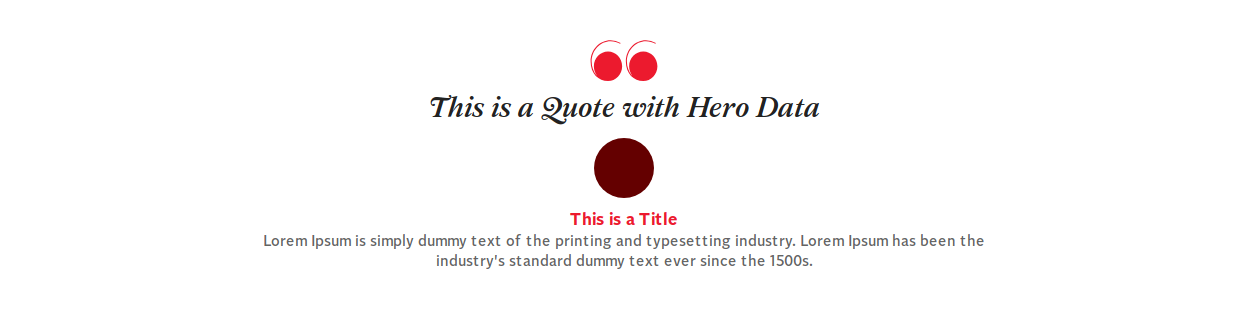 This is a Quote with Hero Data
This is a Title
Lorem Ipsum is simply dummy text of the printing and typesetting industry. Lorem Ipsum has been the
industry's standard dummy text ever since the 1500s.